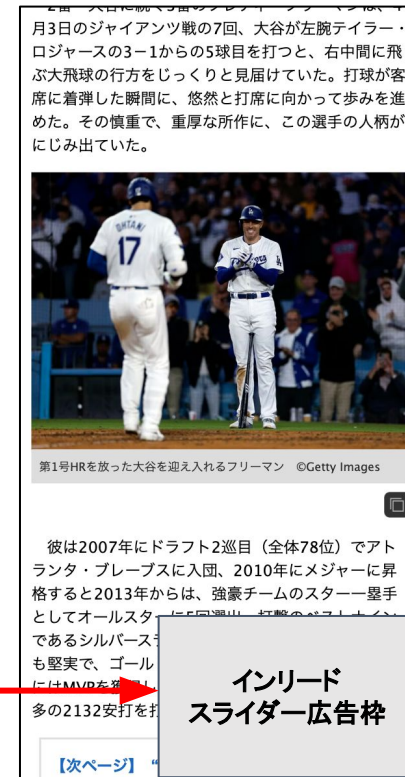 月3日のジャイアンツ戦の7回、大谷が左腕テイラー・
ロジャースの3－1からの5球目を打つと、右中間に飛
ぶ大飛球の行方をじっくりと見届けていた。打球が客
席に着弾した瞬間に、悠然と打席に向かって歩みを進
めた。その慎重で、重厚な所作に、この選手の人柄が
にじみ出ていた。
OHTANI
17
第1号HRを放った大谷を迎え入れるフリーマン ©Getty Images
彼は2007年にドラフト2巡目（全体78位）でアト
ランタ・ブレーブスに入団、2010年にメジャーに昇
格すると2013年からは、強豪チームのスター一塁手
としてオールスター
であるシルバース
も堅実で、ゴール
にはMVPを
多の2132安打を
インリード
スライダー広告枠
【次ページ】